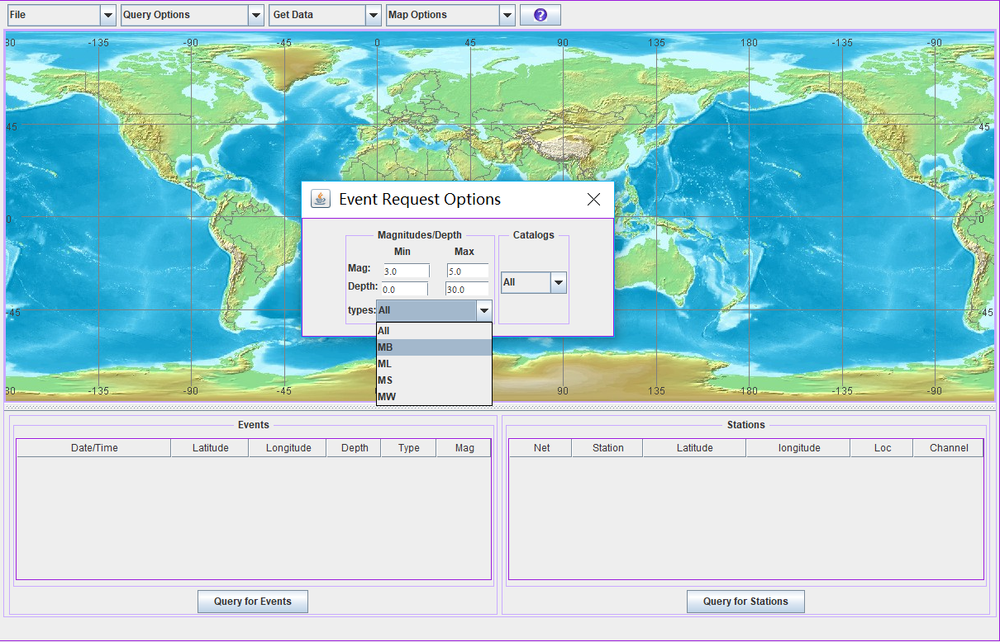 File Query Options Get Data Map Options ?
30 -135 -90 -45 0 45 90 135 180 -135 -90
45 45
Event Request Options
Magnitudes/Depth Catalogs
Min Max
0 0
Mag: 3.0 5.0
Depth: 0.0 30.0 All
types: All
-45 -45
All
MB
ML
MS
MW
30 -135 -90 -45 90 135 180 -135 -90
Events Stations
Date/Time Latitude Longitude Depth Type Mag Net Station Latitude longitude Loc Channel
Query for Events Query for Stations